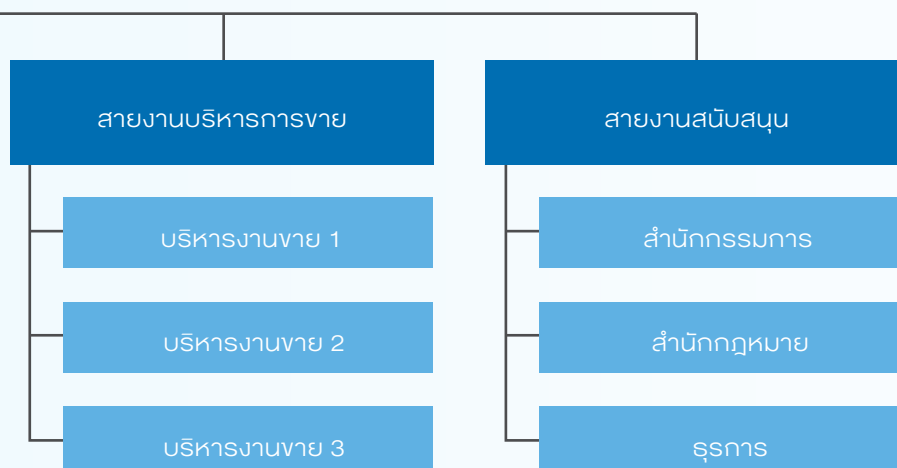 สายงานบริหารการขาย
บริหารงานขาย 1
บริหารงานขาย 2
บริหารงานขาย 3
สายงานสนับสนุน
สำนักกรรมการ
สำนักกฎหมาย
ธุรการ